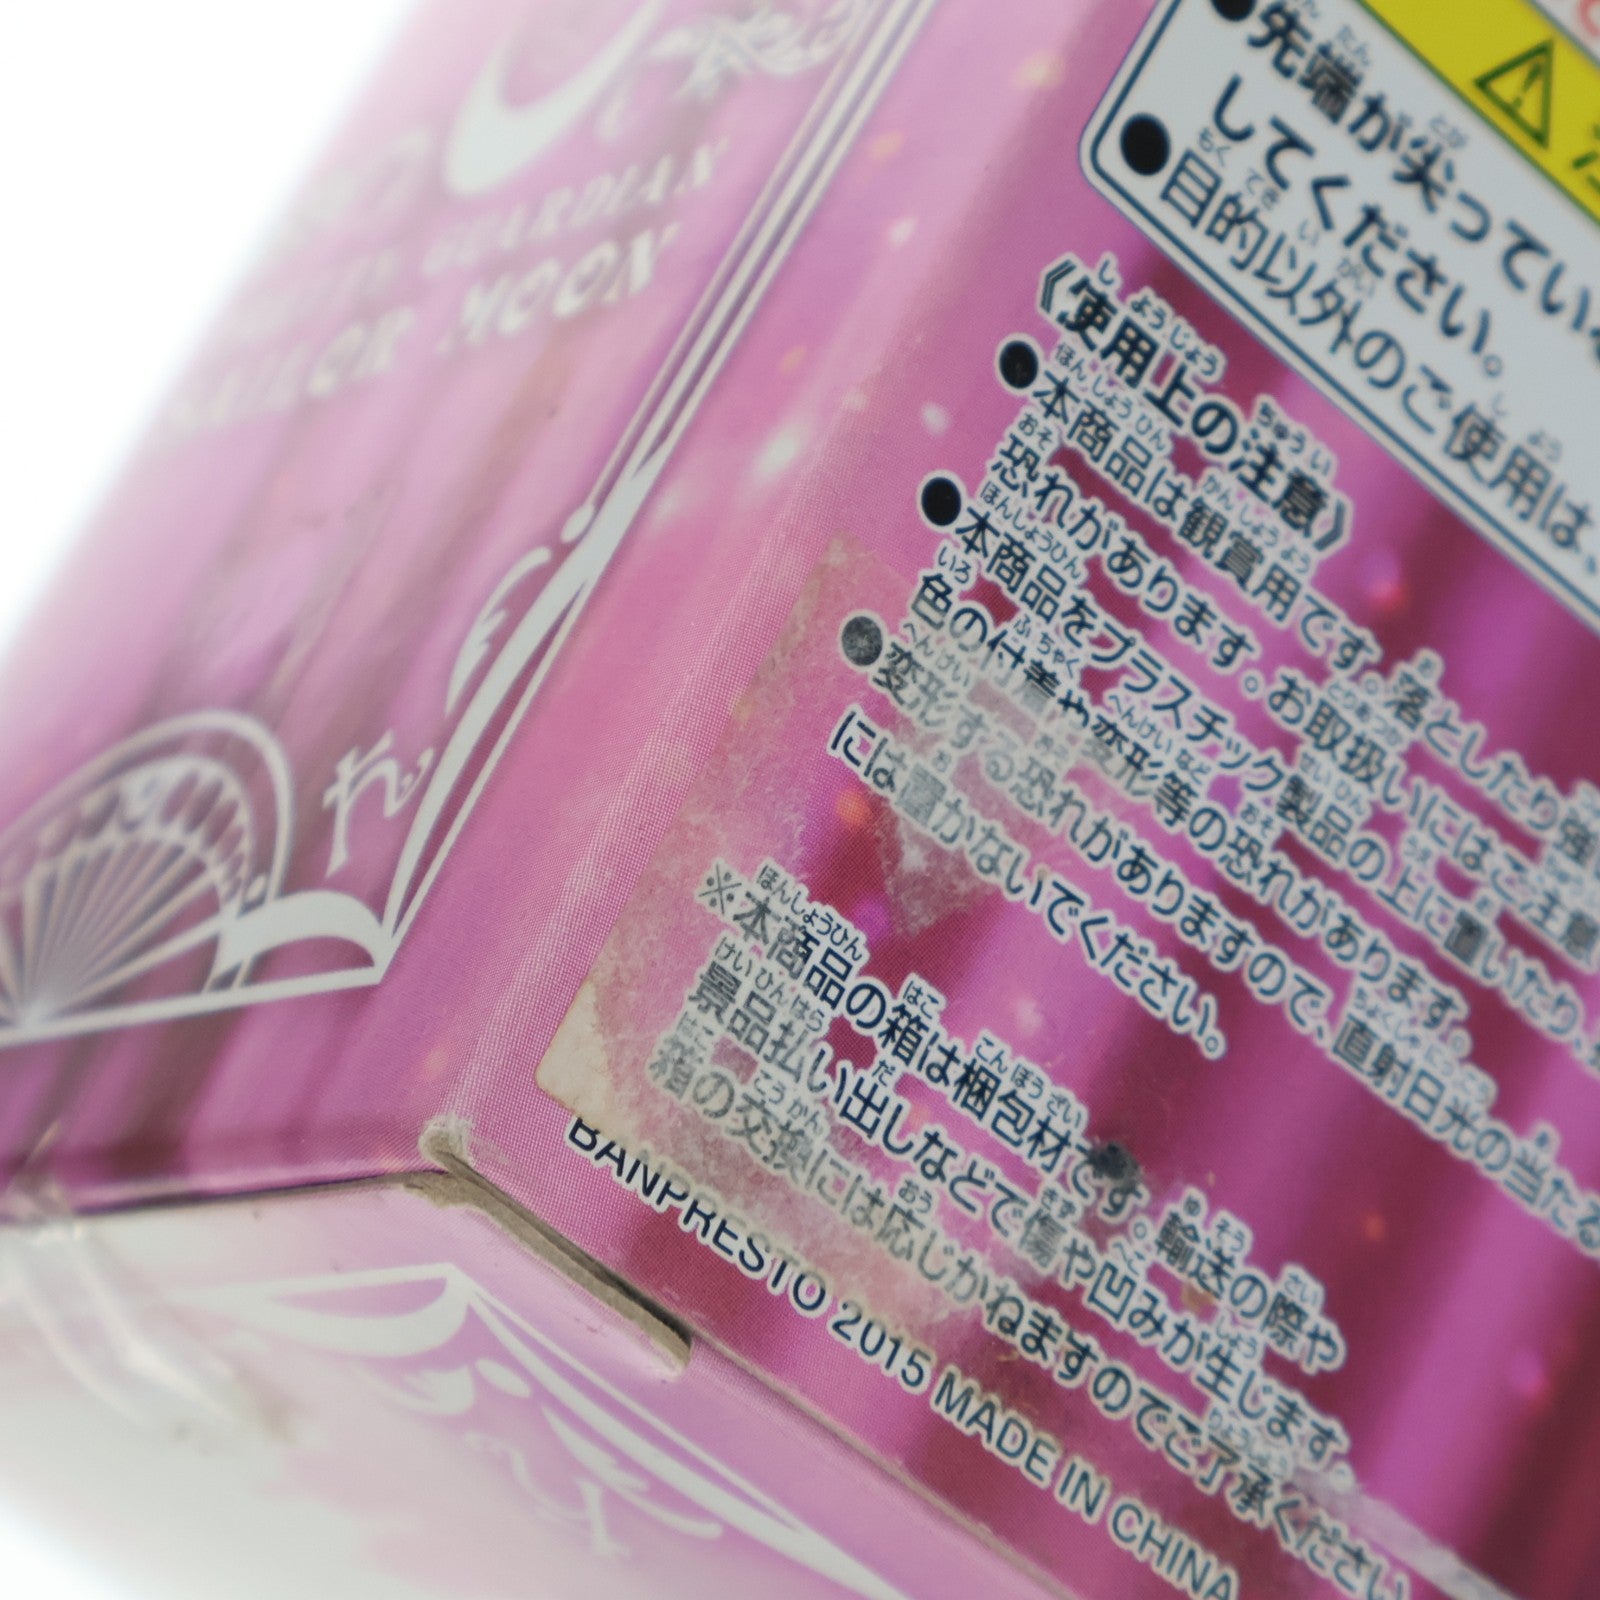 PRETTY GUARDIAN
SAILOR MOON
●先端が尖っている
してください。
●目的以外のご使用は、
《使用上の注意》
●本商品は観賞用です。落としたり強い
恐れがあります。お取扱いにはご注意
●本商品をプラスチック製品の上に置いたり、
色の付着や変形等の恐れがあります。
●変形する恐れがありますので、直射日光の当たる
には置かないでください。
※本商品の箱は梱包材です。輸送の際や
景品払い出しなどで傷や凹みが生じます。
箱の交換には応じかねますのでご了承ください
BANPRESTO 2015 MADE IN CHINA